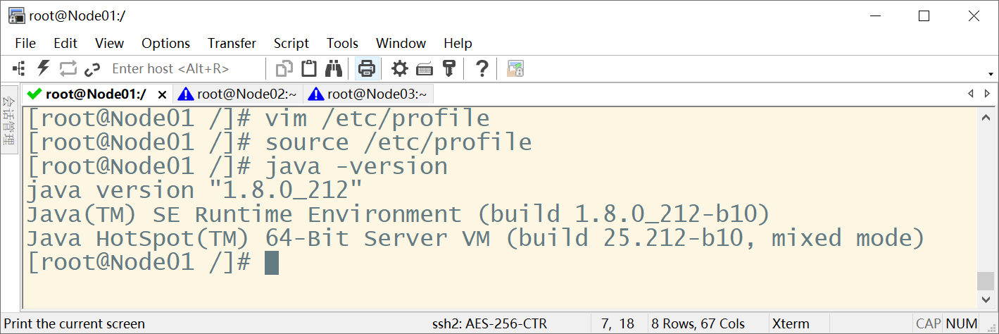 root@Node01:/
File Edit View Options Transfer Script Tools Window Help
Enter host <Alt+R>
root@Node01:/ root@Node02:~ root@Node03:~
会话管理
[root@Node01 /]# vim /etc/profile
[root@Node01 /]# source /etc/profile
[root@Node01 /]# java -version
java version "1.8.0_212"
Java(TM) SE Runtime Environment (build 1.8.0_212-b10)
Java HotSpot(TM) 64-Bit Server VM (build 25.212-b10, mixed mode)
[root@Node01 /]#
Print the current screen ssh2: AES-256-CTR 7, 18 8 Rows, 67 Cols Xterm CAP NUM